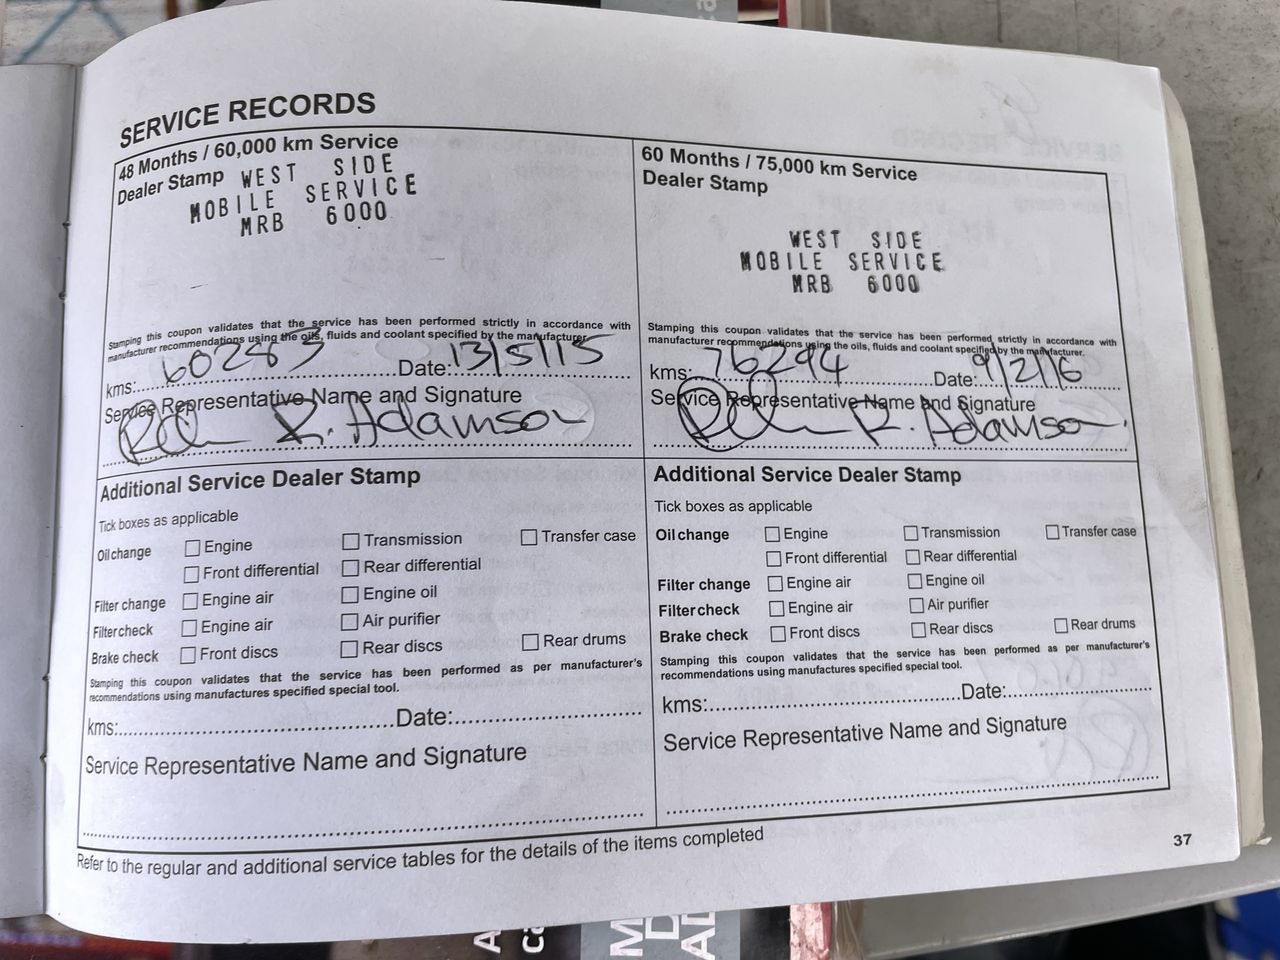 SERVICE RECORDS
48 Months / 60,000 km Service
Dealer Stamp
WEST SIDE
MOBILE SERVICE
MRB 6000
Stamping this coupon validates that the service has been performed strictly in accordance with
manufacturer recommendations using the oils, fluids and coolant specified by the manufacturer.
kms: 60285 Date: 13/5/15
Service Representative Name and Signature
R. Adamson
Additional Service Dealer Stamp
Tick boxes as applicable
Oil change Engine Transmission Transfer case
Front differential Rear differential
Filter change Engine air Engine oil
Filter check Engine air Air purifier
Brake check Front discs Rear discs Rear drums
Stamping this coupon validates that the service has been performed as per manufacturer's
recommendations using manufactures specified special tool.
kms: Date:
Service Representative Name and Signature
60 Months / 75,000 km Service
Dealer Stamp
WEST SIDE
MOBILE SERVICE
MRB 6000
Stamping this coupon validates that the service has been performed strictly in accordance with
manufacturer recommendations using the oils, fluids and coolant specified by the manufacturer.
kms: 76294 Date: 9/2/16
Service Representative Name and Signature
R. Adamson
Additional Service Dealer Stamp
Tick boxes as applicable
Oil change Engine Transmission Transfer case
Front differential Rear differential
Filter change Engine air Engine oil
Filter check Engine air Air purifier
Brake check Front discs Rear discs Rear drums
Stamping this coupon validates that the service has been performed as per manufacturer's
recommendations using manufactures specified special tool.
kms: Date:
Service Representative Name and Signature
Refer to the regular and additional service tables for the details of the items completed
37